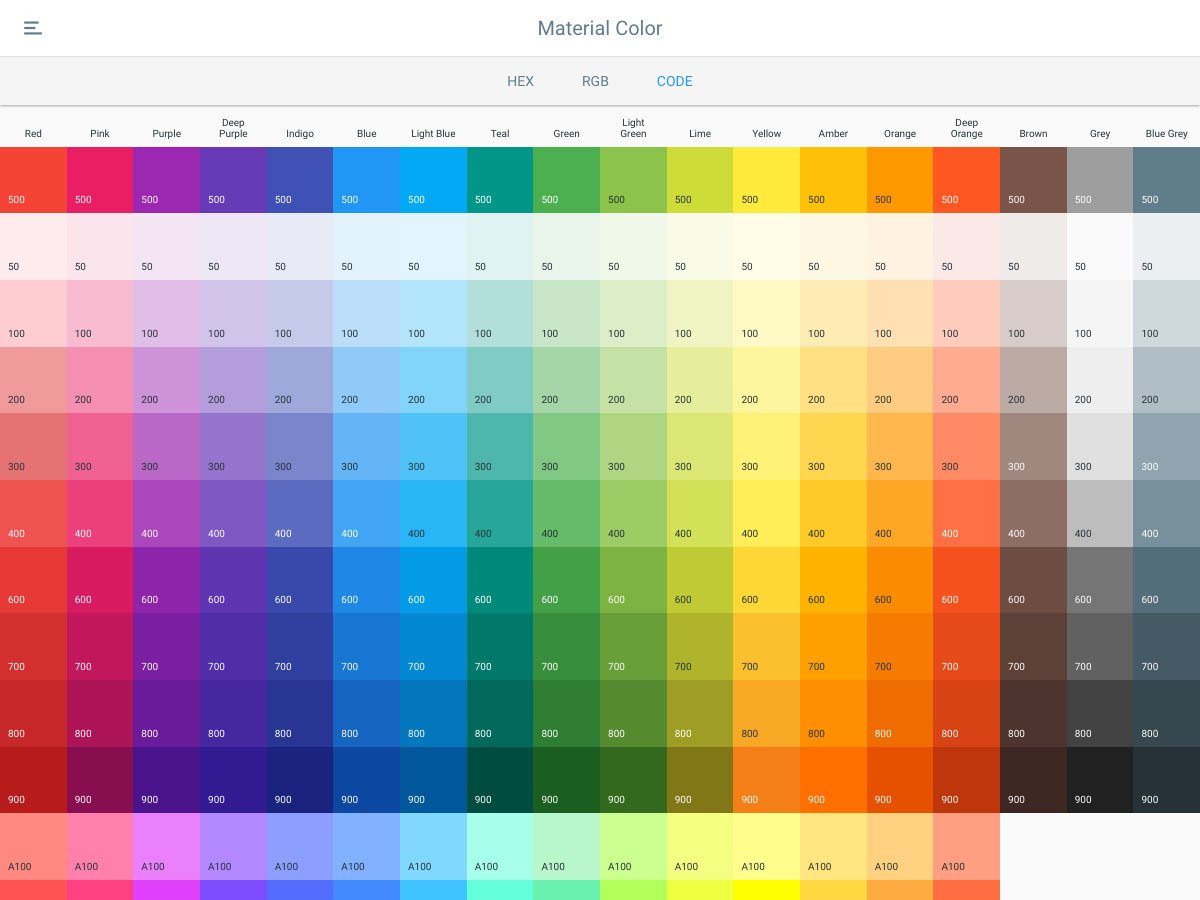 Material Color
HEX RGB CODE
Red Pink Purple Deep Purple Indigo Blue Light Blue Teal Green Light Green Lime Yellow Amber Orange Deep Orange Brown Grey Blue Grey
500 500 500 500 500 500 500 500 500 500 500 500 500 500 500 500 500 500
50 50 50 50 50 50 50 50 50 50 50 50 50 50 50 50 50 50
100 100 100 100 100 100 100 100 100 100 100 100 100 100 100 100 100 100
200 200 200 200 200 200 200 200 200 200 200 200 200 200 200 200 200 200
300 300 300 300 300 300 300 300 300 300 300 300 300 300 300 300 300 300
400 400 400 400 400 400 400 400 400 400 400 400 400 400 400 400 400 400
600 600 600 600 600 600 600 600 600 600 600 600 600 600 600 600 600 600
700 700 700 700 700 700 700 700 700 700 700 700 700 700 700 700 700 700
800 800 800 800 800 800 800 800 800 800 800 800 800 800 800 800 800 800
900 900 900 900 900 900 900 900 900 900 900 900 900 900 900 900 900 900
A100 A100 A100 A100 A100 A100 A100 A100 A100 A100 A100 A100 A100 A100 A100